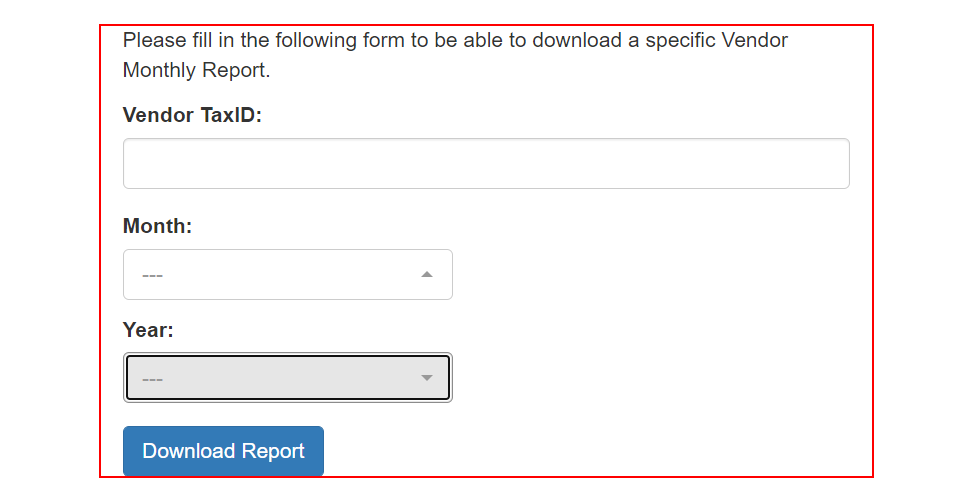 Please fill in the following form to be able to download a specific Vendor
Monthly Report.
Vendor TaxID:
Month:
---
Year:
---
Download Report